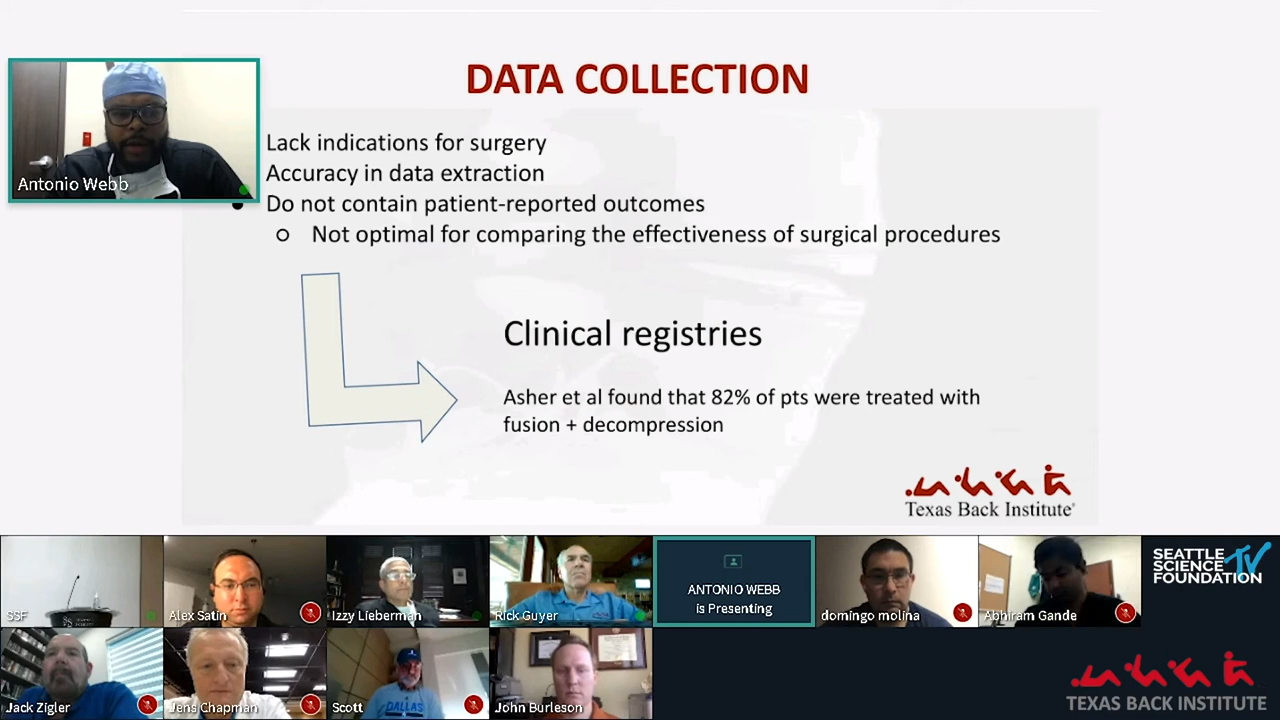 DATA COLLECTION
Antonio Webb
Lack indications for surgery
Accuracy in data extraction
Do not contain patient-reported outcomes
Not optimal for comparing the effectiveness of surgical procedures
Clinical registries
Asher et al found that 82% of pts were treated with
fusion + decompression
Texas Back Institute
SSF
Alex Satin
Izzy Lieberman
Rick Guyer
ANTONIO WEBB
is Presenting
domingo molina
Abhiram Gande
SEATTLE
SCIENCE TV
FOUNDATION
Jack Zigler
Jens Chapman
Scott
DALLAS
John Burleson
TEXAS BACK INSTITUTE